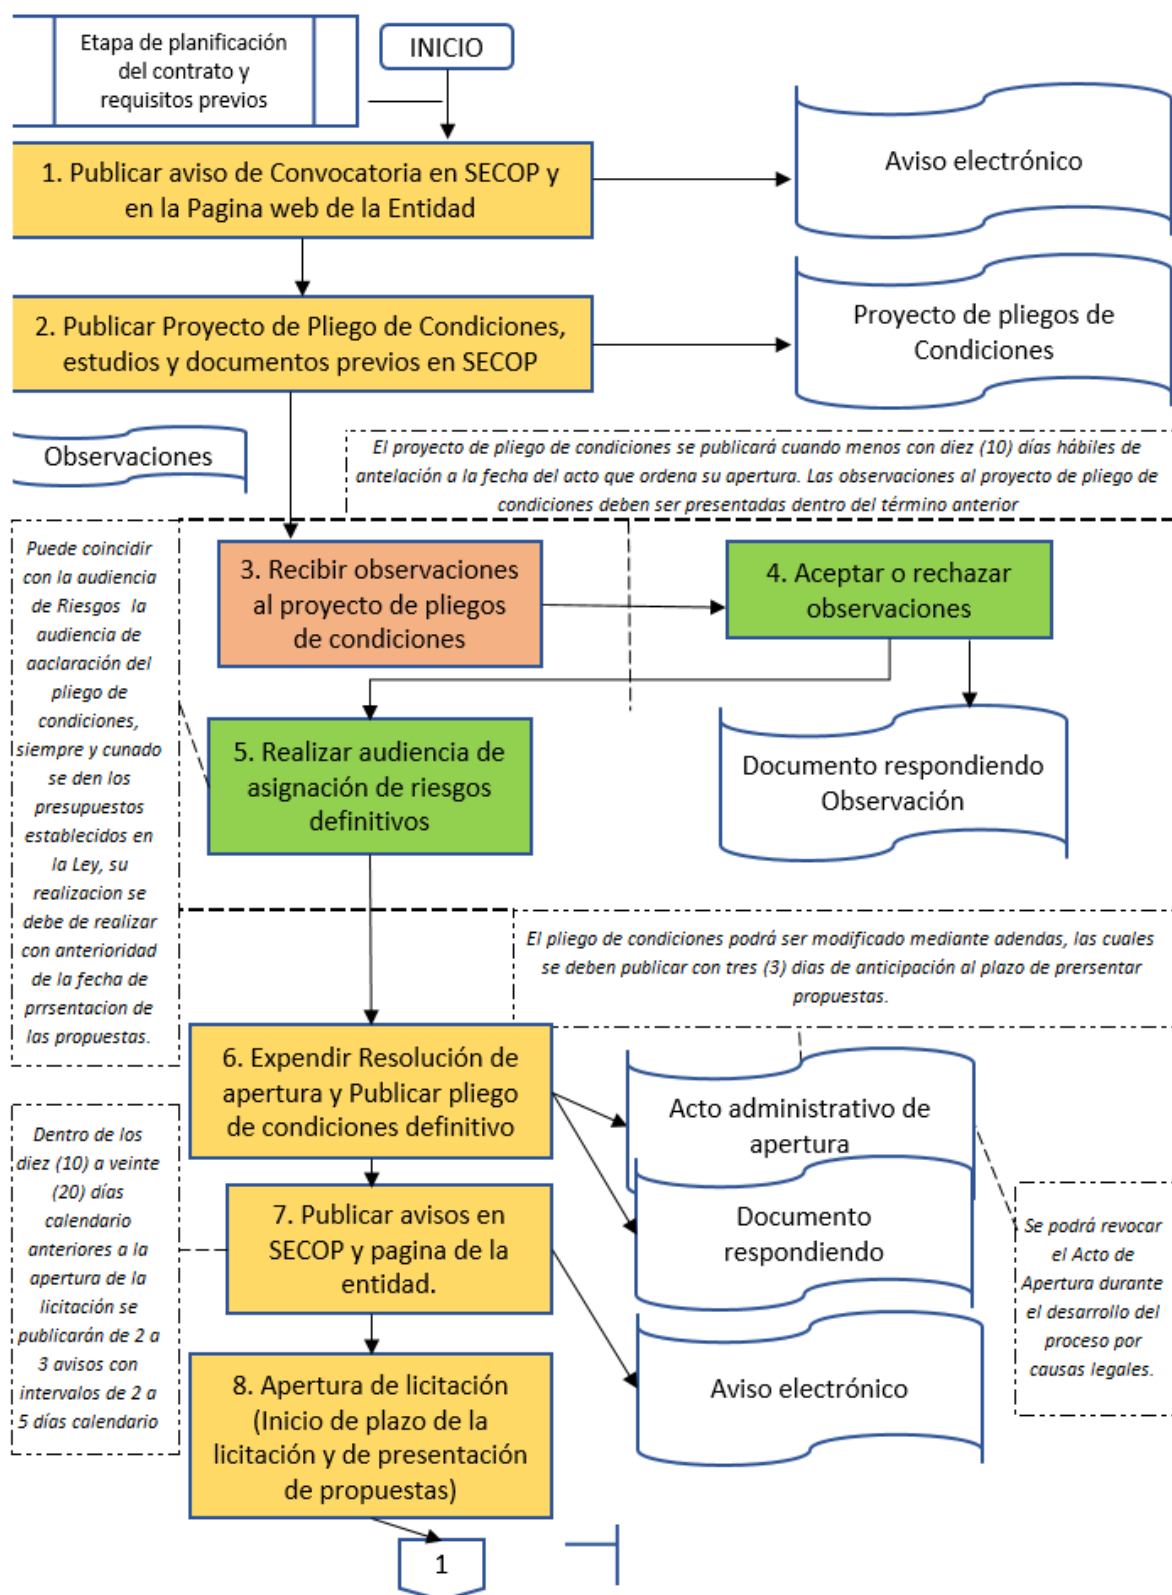 Etapa de planificación
del contrato y
requisitos previos
INICIO
1. Publicar aviso de Convocatoria en SECOP y
en la Pagina web de la Entidad
Aviso electrónico
2. Publicar Proyecto de Pliego de Condiciones,
estudios y documentos previos en SECOP
Proyecto de pliegos de
Condiciones
Observaciones
El proyecto de pliego de condiciones se publicará cuando menos con diez (10) días hábiles de
antelación a la fecha del acto que ordena su apertura. Las observaciones al proyecto de pliego de
condiciones deben ser presentadas dentro del término anterior
Puede coincidir
con la audiencia
de Riesgos la
audiencia de
aaclaración del
pliego de
condiciones,
siempre y cunado
se den los
presupuestos
establecidos en
la Ley, su
realizacion se
debe de realizar
con anterioridad
de la fecha de
prrsentacion de
las propuestas.
3. Recibir observaciones
al proyecto de pliegos
de condiciones
4. Aceptar o rechazar
observaciones
5. Realizar audiencia de
asignación de riesgos
definitivos
Documento respondiendo
Observación
El pliego de condiciones podrá ser modificado mediante adendas, las cuales
se deben publicar con tres (3) dias de anticipación al plazo de prersentar
propuestas.
6. Expendir Resolución de
apertura y Publicar pliego
de condiciones definitivo
Acto administrativo de
apertura
Dentro de los
diez (10) a veinte
(20) días
calendario
anteriores a la
apertura de la
licitación se
publicarán de 2 a
3 avisos con
intervalos de 2 a
5 días calendario
7. Publicar avisos en
SECOP y pagina de la
entidad.
Documento
respondiendo
Se podrá revocar
el Acto de
Apertura durante
el desarrollo del
proceso por
causas legales.
8. Apertura de licitación
(Inicio de plazo de la
licitación y de presentación
de propuestas)
Aviso electrónico
1